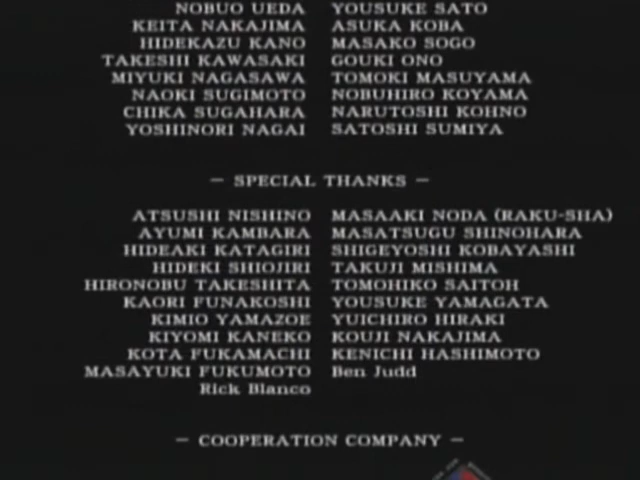 NOBUO UEDA YOUSUKE SATO
KEITA NAKAJIMA ASUKA KOBA
HIDEKAZU KANO MASAKO SOGO
TAKESHI KAWASAKI GOUKI ONO
MIYUKI NAGASAWA TOMOKI MASUYAMA
NAOKI SUGIMOTO NOBUHIRO KOYAMA
CHIKA SUGAHARA NARUTOSHI KOHNO
YOSHINORI NAGAI SATOSHI SUMIYA
— SPECIAL THANKS —
ATSUSHI NISHINO MASAAKI NODA (RAKU-SHA)
AYUMI KAMBARA MASATSUGU SHINOHARA
HIDEAKI KATAGIRI SHIGEYOSHI KOBAYASHI
HIDEKI SHIOJIRI TAKUJI MISHIMA
HIRONOBU TAKESHITA TOMOHIKO SAITOH
KAORI FUNAKOSHI YOUSUKE YAMAGATA
KIMIO YAMAZOE YUICHIRO HIRAKI
KIYOMI KANEKO KOUJI NAKAJIMA
KOTA FUKAMACHI KENICHI HASHIMOTO
MASAYUKI FUKUMOTO Ben Judd
Rick Blanco
— COOPERATION COMPANY —